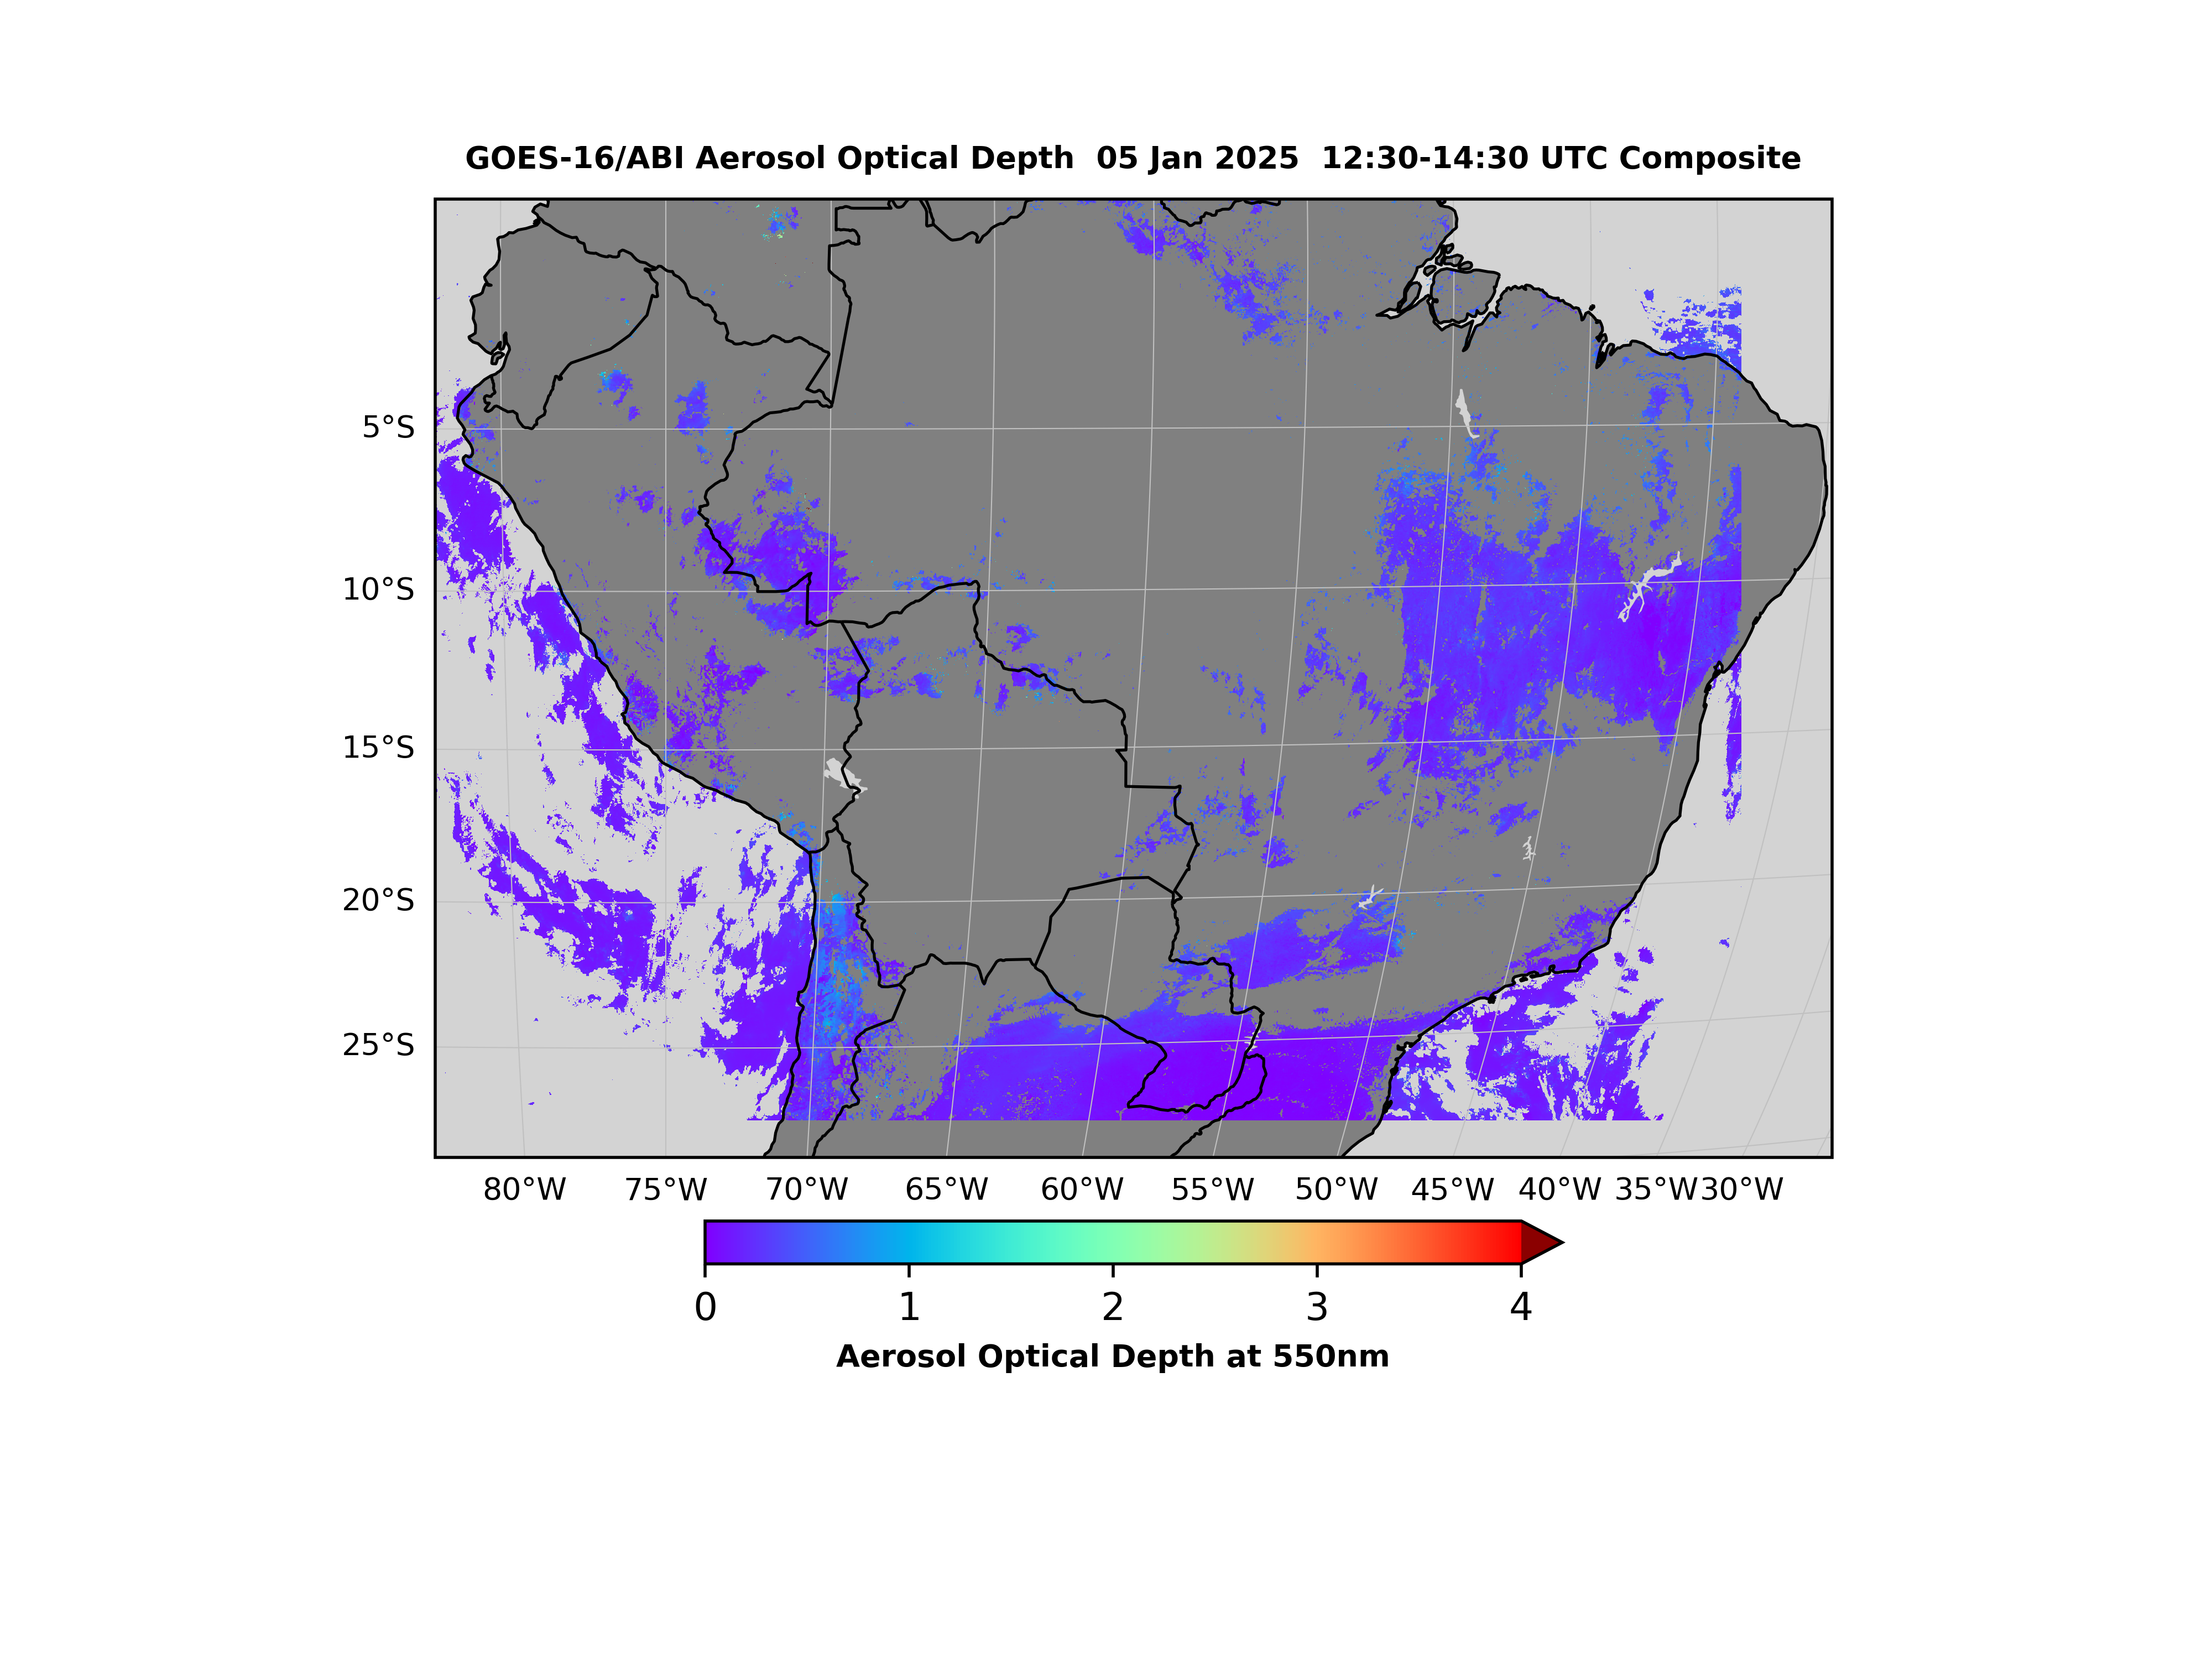 GOES-16/ABI Aerosol Optical Depth  05 Jan 2025  12:30-14:30 UTC Composite
5°S
10°S
15°S
20°S
25°S
80°W 75°W 70°W 65°W 60°W 55°W 50°W 45°W 40°W 35°W 30°W
0 1 2 3 4
Aerosol Optical Depth at 550nm